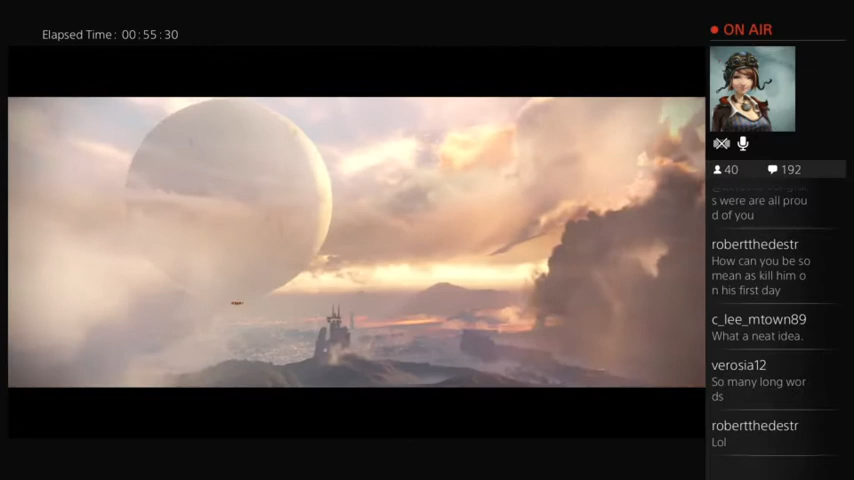 Elapsed Time: 00:55:30
ON AIR
40
192
s were are all prou
d of you
robertthedestr
How can you be so
mean as kill him o
n his first day
c_lee_mtown89
What a neat idea.
verosia12
So many long wor
ds
robertthedestr
Lol